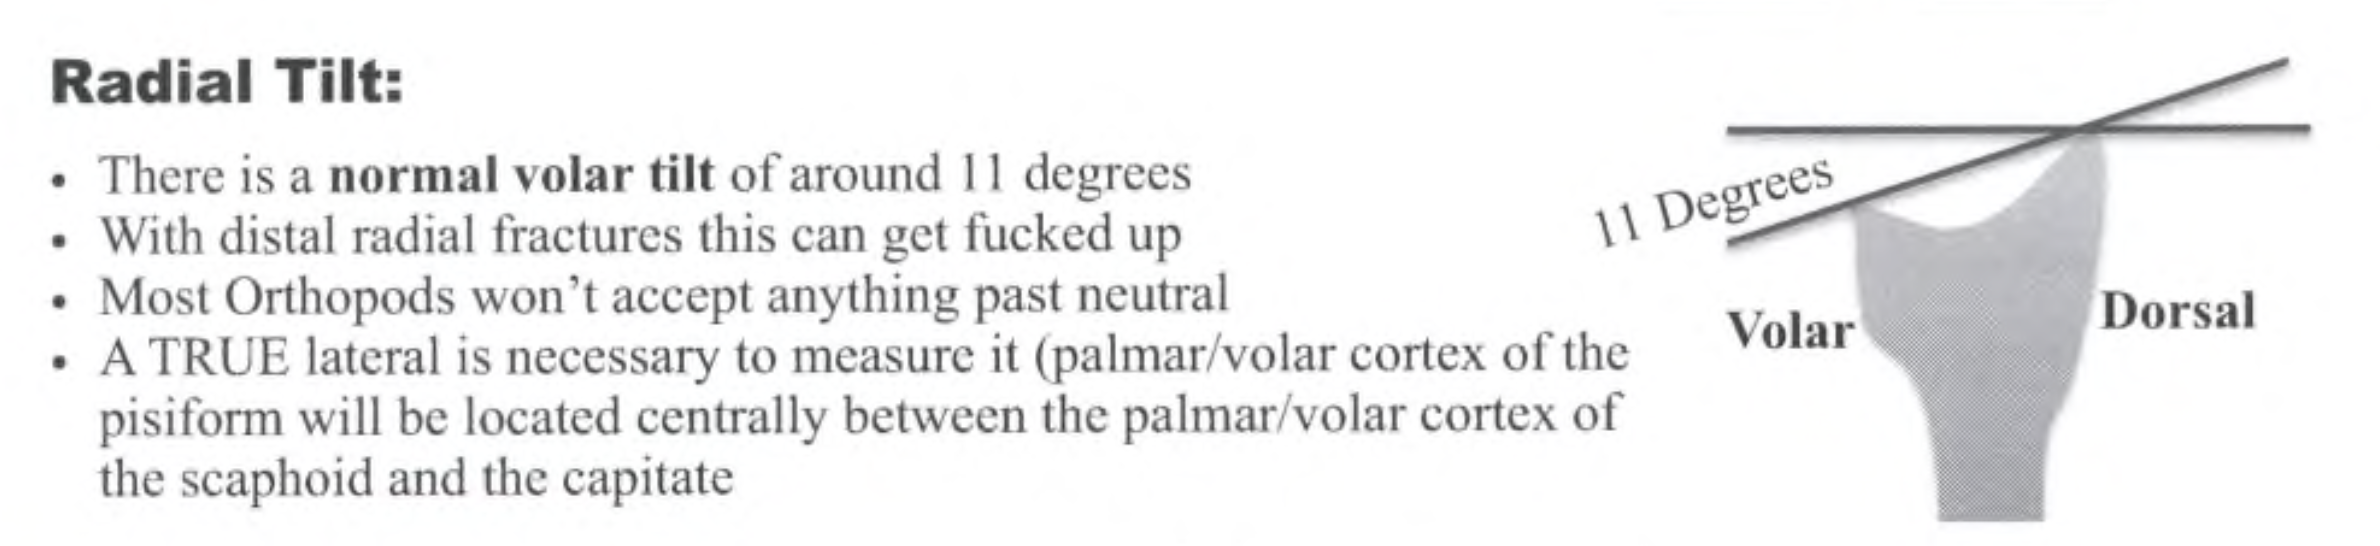 Radial Tilt:
• There is a normal volar tilt of around 11 degrees
• With distal radial fractures this can get fucked up
• Most Orthopods won't accept anything past neutral
• A TRUE lateral is necessary to measure it (palmar/volar cortex of the
pisiform will be located centrally between the palmar/volar cortex of
the scaphoid and the capitate
11 Degrees
Volar
Dorsal